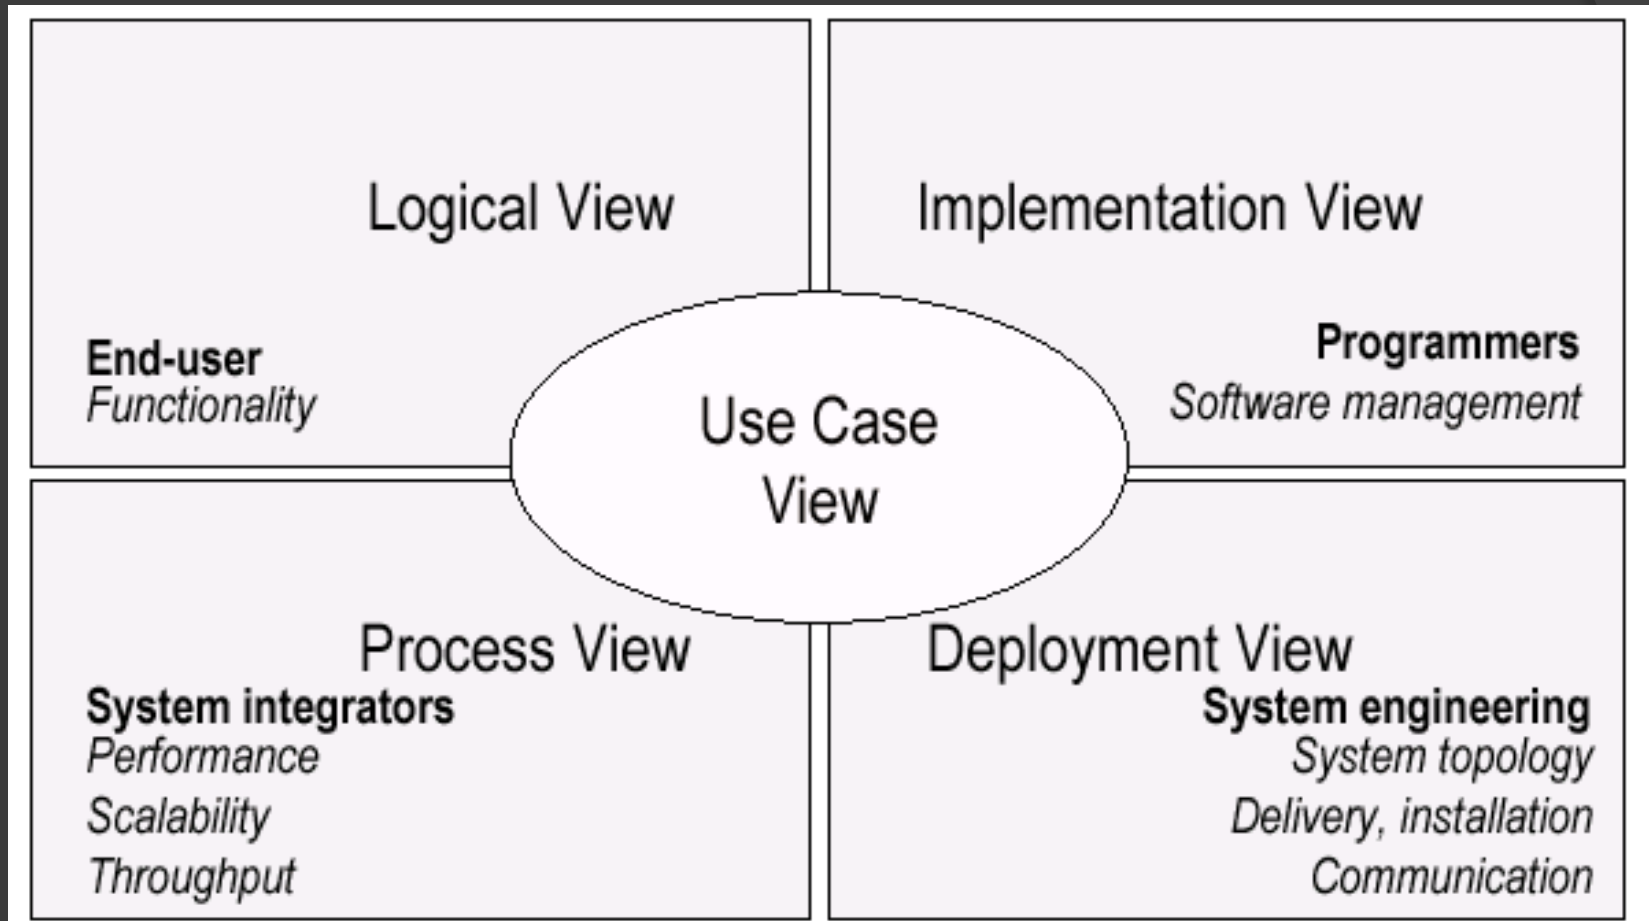 Logical View
End-user
Functionality
Implementation View
Programmers
Software management
Use Case
View
Process View
System integrators
Performance
Scalability
Throughput
Deployment View
System engineering
System topology
Delivery, installation
Communication